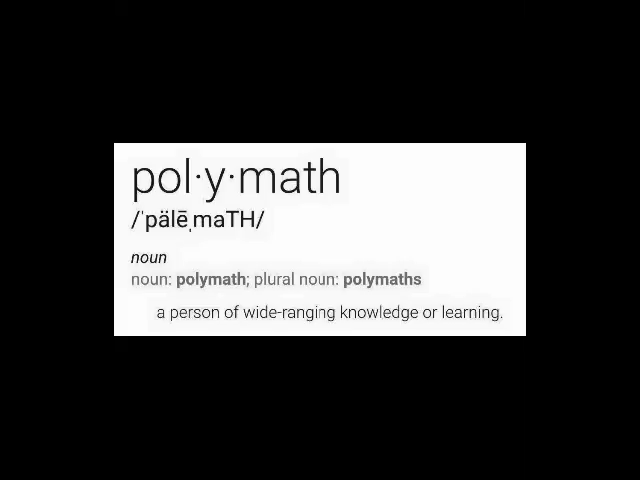 pol·y·math
/ˈpälēˌmaTH/
noun
noun: polymath; plural noun: polymaths
a person of wide-ranging knowledge or learning.